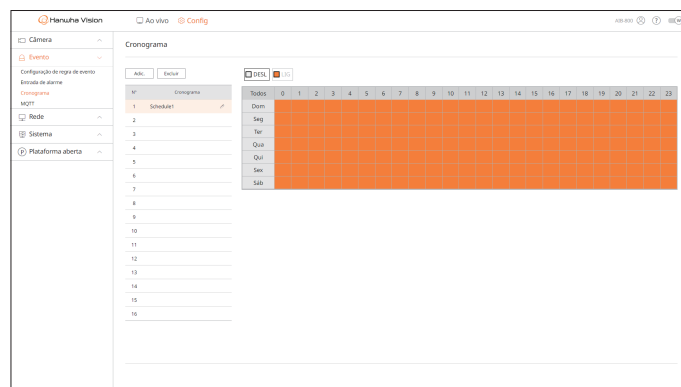 Hanwha Vision
Ao vivo
Config
AIB-800
Câmera
Evento
Configuração de regra de evento
Entrada de alarme
Cronograma
MQTT
Rede
Sistema
Plataforma aberta
Cronograma
Adic.
Excluir
N° Cronograma
1 Schedule1
2
3
4
5
6
7
8
9
10
11
12
13
14
15
16
DESL LIG
Todos 0 1 2 3 4 5 6 7 8 9 10 11 12 13 14 15 16 17 18 19 20 21 22 23
Dom
Seg
Ter
Qua
Qui
Sex
Sáb